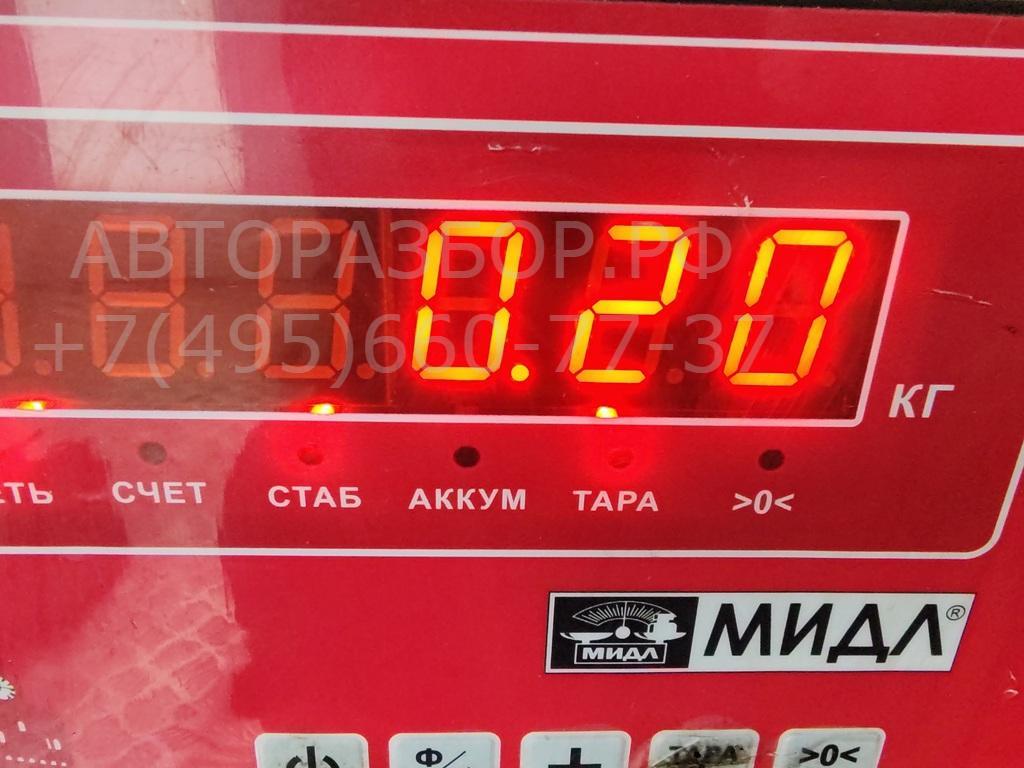 АВТОРАЗБОР.РФ
0.20
+7(495)660-77-37
КГ
ЕТЬ СЧЕТ СТАБ АККУМ ТАРА >0<
МИДЛ МИДЛ®
Ф/ + ТАРА >0<